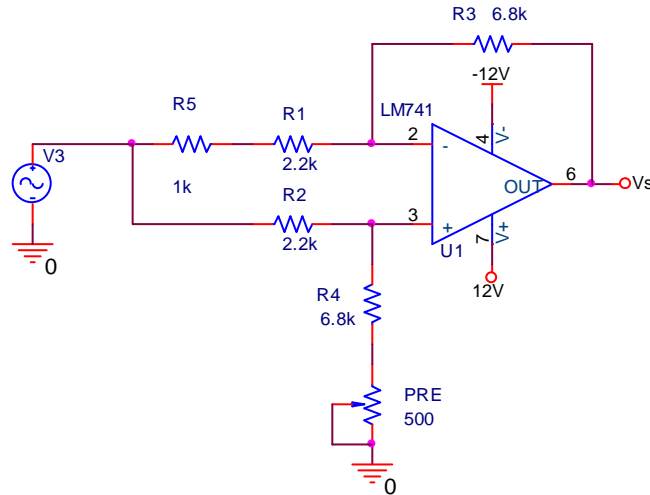 R3 6.8k
-12V
LM741
R5
R1
2
-
4
V-
V3
2.2k
1k
R2
6
OUT
Vs
3
+
7
V+
2.2k
U1
0
12V
R4
6.8k
PRE
500
0